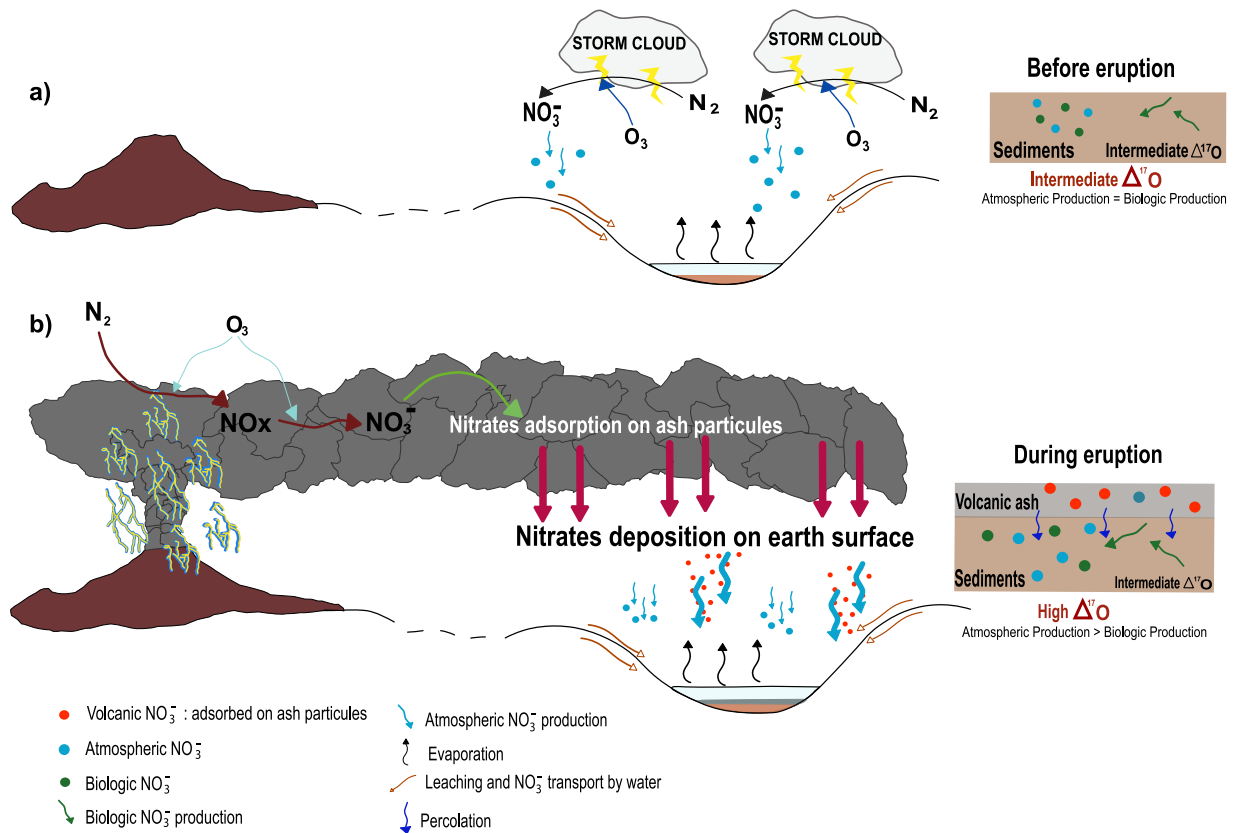 a)
STORM CLOUD
STORM CLOUD
NO₃⁻
N₂
O₃
NO₃⁻
N₂
O₃
Before eruption
Sediments
Intermediate Δ¹⁷O
Intermediate Δ¹⁷O
Atmospheric Production = Biologic Production
b)
N₂
O₃
NOx
NO₃⁻
Nitrates adsorption on ash particules
Nitrates deposition on earth surface
During eruption
Volcanic ash
Sediments
Intermediate Δ¹⁷O
High Δ¹⁷O
Atmospheric Production > Biologic Production
Volcanic NO₃⁻ : adsorbed on ash particules
Atmospheric NO₃⁻
Biologic NO₃⁻
Biologic NO₃⁻ production
Atmospheric NO₃⁻ production
Evaporation
Leaching and NO₃⁻ transport by water
Percolation